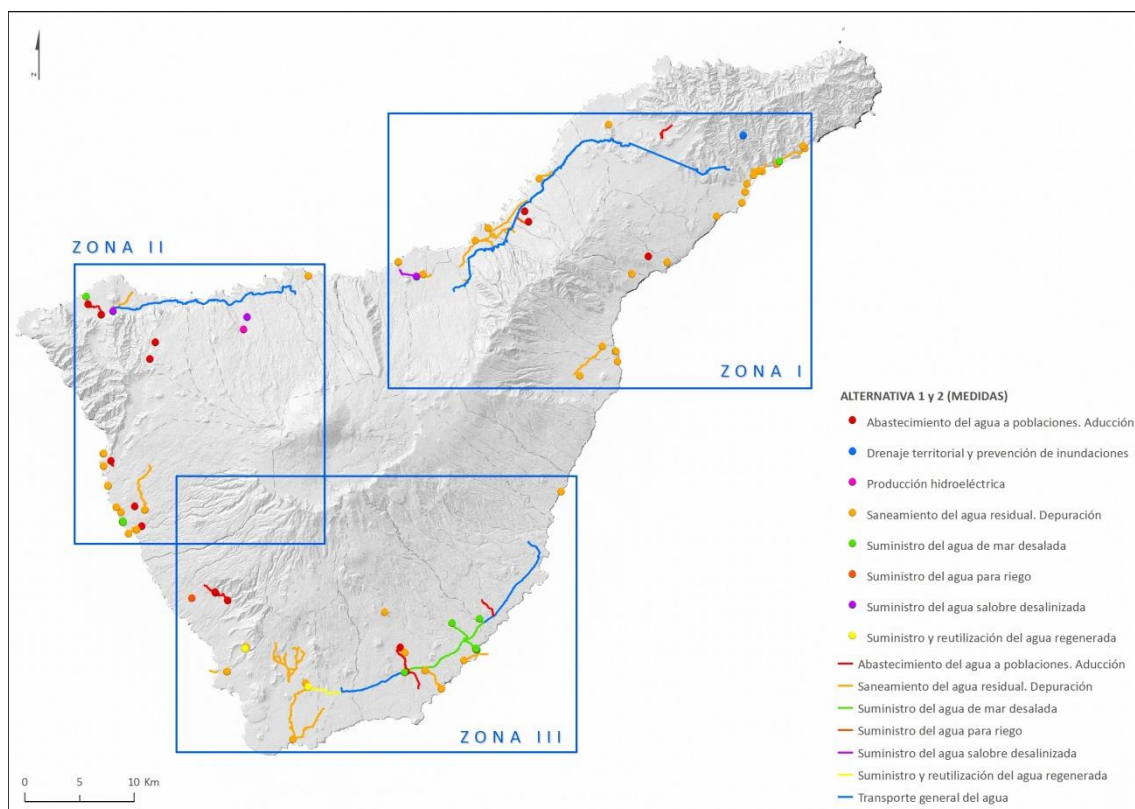 N
ZONA II
ZONA I
ZONA III
ALTERNATIVA 1 y 2 (MEDIDAS)
Abastecimiento del agua a poblaciones. Aducción
Drenaje territorial y prevención de inundaciones
Producción hidroeléctrica
Saneamiento del agua residual. Depuración
Suministro del agua de mar desalada
Suministro del agua para riego
Suministro del agua salobre desalinizada
Suministro y reutilización del agua regenerada
Abastecimiento del agua a poblaciones. Aducción
Saneamiento del agua residual. Depuración
Suministro del agua de mar desalada
Suministro del agua para riego
Suministro del agua salobre desalinizada
Suministro y reutilización del agua regenerada
Transporte general del agua
0 5 10 Km